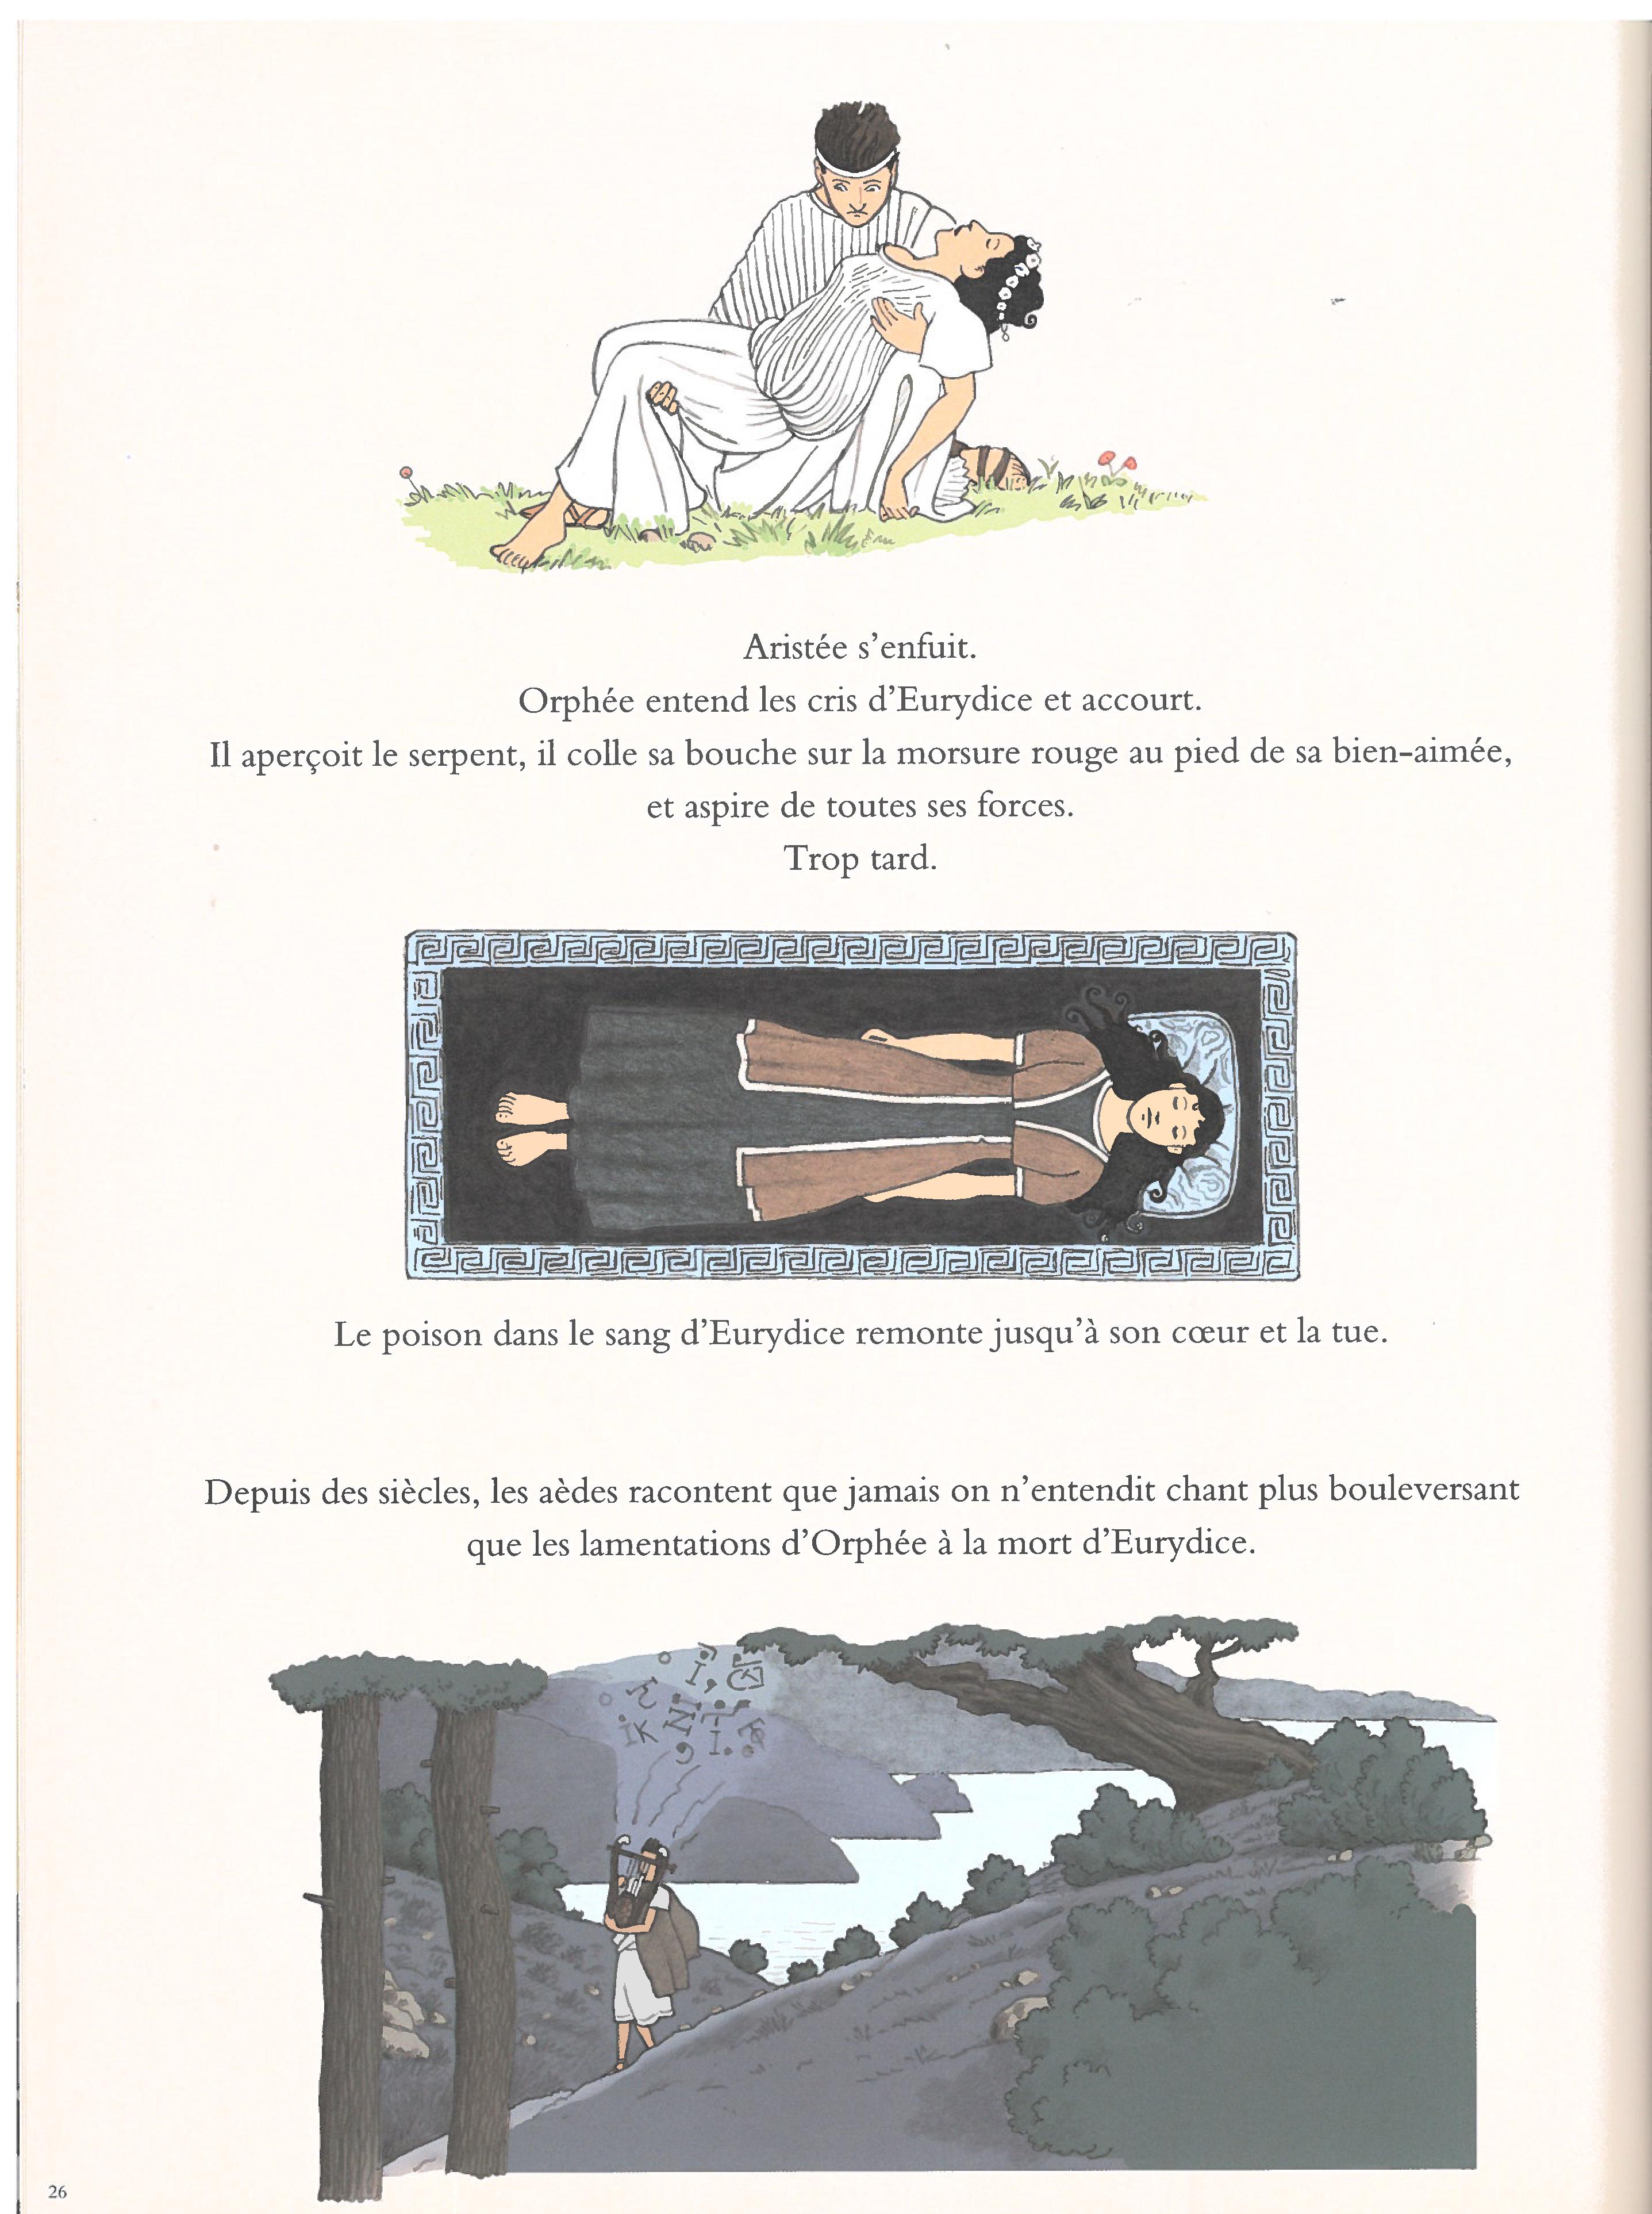 Aristée s'enfuit.
Orphée entend les cris d'Eurydice et accourt.
Il aperçoit le serpent, il colle sa bouche sur la morsure rouge au pied de sa bien-aimée,
et aspire de toutes ses forces.
Trop tard.
Le poison dans le sang d'Eurydice remonte jusqu'à son cœur et la tue.
Depuis des siècles, les aèdes racontent que jamais on n'entendit chant plus bouleversant
que les lamentations d'Orphée à la mort d'Eurydice.
26